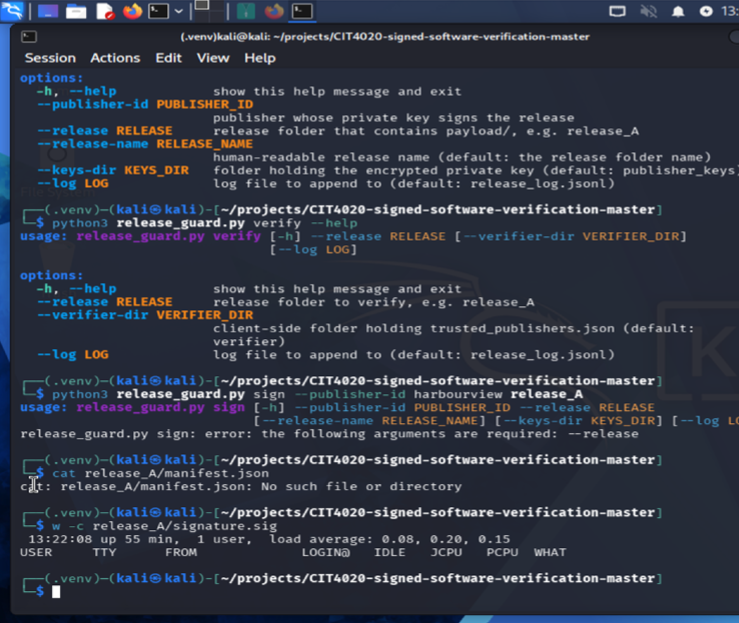 13:
(.venv)kali@kali: ~/projects/CIT4020-signed-software-verification-master
Session Actions Edit View Help
options:
-h, --help show this help message and exit
--publisher-id PUBLISHER_ID
publisher whose private key signs the release
--release RELEASE release folder that contains payload/, e.g. release_A
--release-name RELEASE_NAME
human-readable release name (default: the release folder name)
--keys-dir KEYS_DIR folder holding the encrypted private key (default: publisher_keys)
--log LOG log file to append to (default: release_log.jsonl)
┌──(.venv)─(kali㉿kali)-[~/projects/CIT4020-signed-software-verification-master]
└─$ python3 release_guard.py verify --help
usage: release_guard.py verify [-h] --release RELEASE [--verifier-dir VERIFIER_DIR]
[--log LOG]
options:
-h, --help show this help message and exit
--release RELEASE release folder to verify, e.g. release_A
--verifier-dir VERIFIER_DIR
client-side folder holding trusted_publishers.json (default:
verifier)
--log LOG log file to append to (default: release_log.jsonl)
┌──(.venv)─(kali㉿kali)-[~/projects/CIT4020-signed-software-verification-master]
└─$ python3 release_guard.py sign --publisher-id harbourview release_A
usage: release_guard.py sign [-h] --publisher-id PUBLISHER_ID --release RELEASE
[--release-name RELEASE_NAME] [--keys-dir KEYS_DIR] [--log LO
release_guard.py sign: error: the following arguments are required: --release
┌──(.venv)─(kali㉿kali)-[~/projects/CIT4020-signed-software-verification-master]
└─$ cat release_A/manifest.json
cat: release_A/manifest.json: No such file or directory
┌──(.venv)─(kali㉿kali)-[~/projects/CIT4020-signed-software-verification-master]
└─$ w -c release_A/signature.sig
13:22:08 up 55 min, 1 user, load average: 0.08, 0.20, 0.15
USER TTY FROM LOGIN@ IDLE JCPU PCPU WHAT
┌──(.venv)─(kali㉿kali)-[~/projects/CIT4020-signed-software-verification-master]
└─$